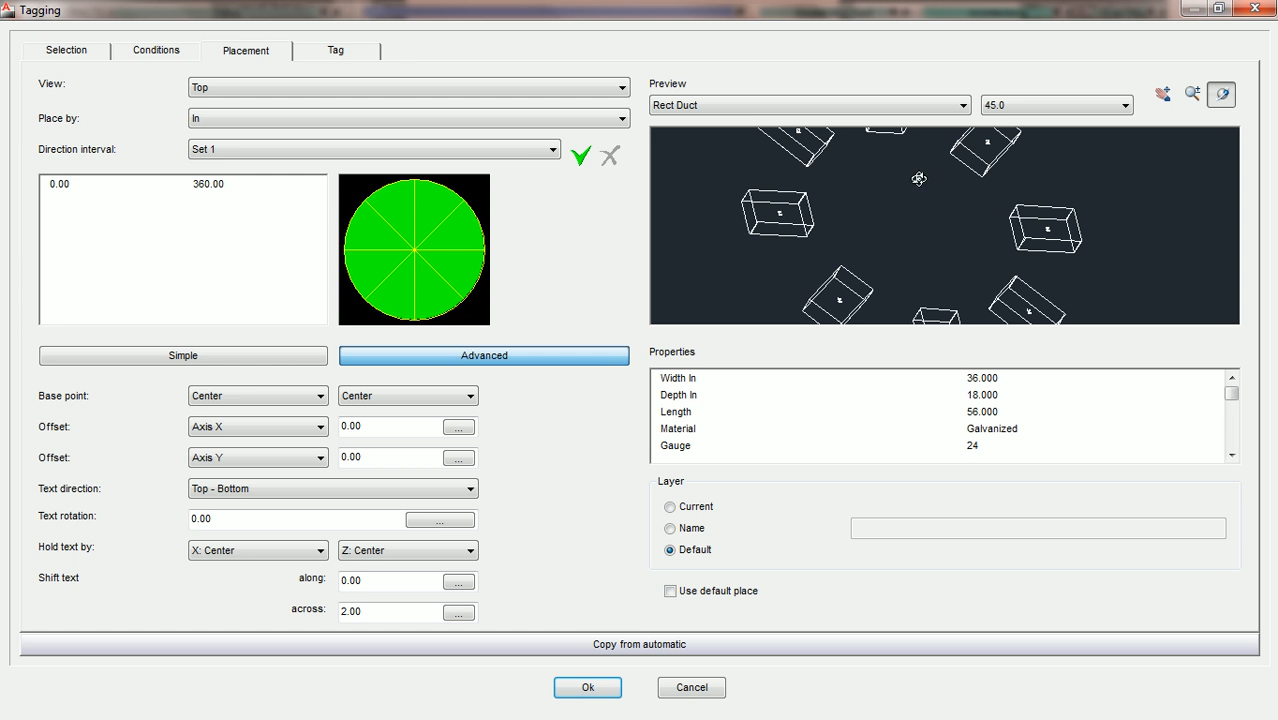 Tagging
Selection Conditions Placement Tag
View: Top
Place by: In
Direction interval: Set 1
0.00 360.00
Simple Advanced
Base point: Center Center
Offset: Axis X 0.00 ...
Offset: Axis Y 0.00 ...
Text direction: Top - Bottom
Text rotation: 0.00 ...
Hold text by: X: Center Z: Center
Shift text along: 0.00 ...
across: 2.00 ...
Preview
Rect Duct 45.0
Properties
Width In 36.000
Depth In 18.000
Length 56.000
Material Galvanized
Gauge 24
Layer
Current
Name
Default
Use default place
Copy from automatic
Ok Cancel